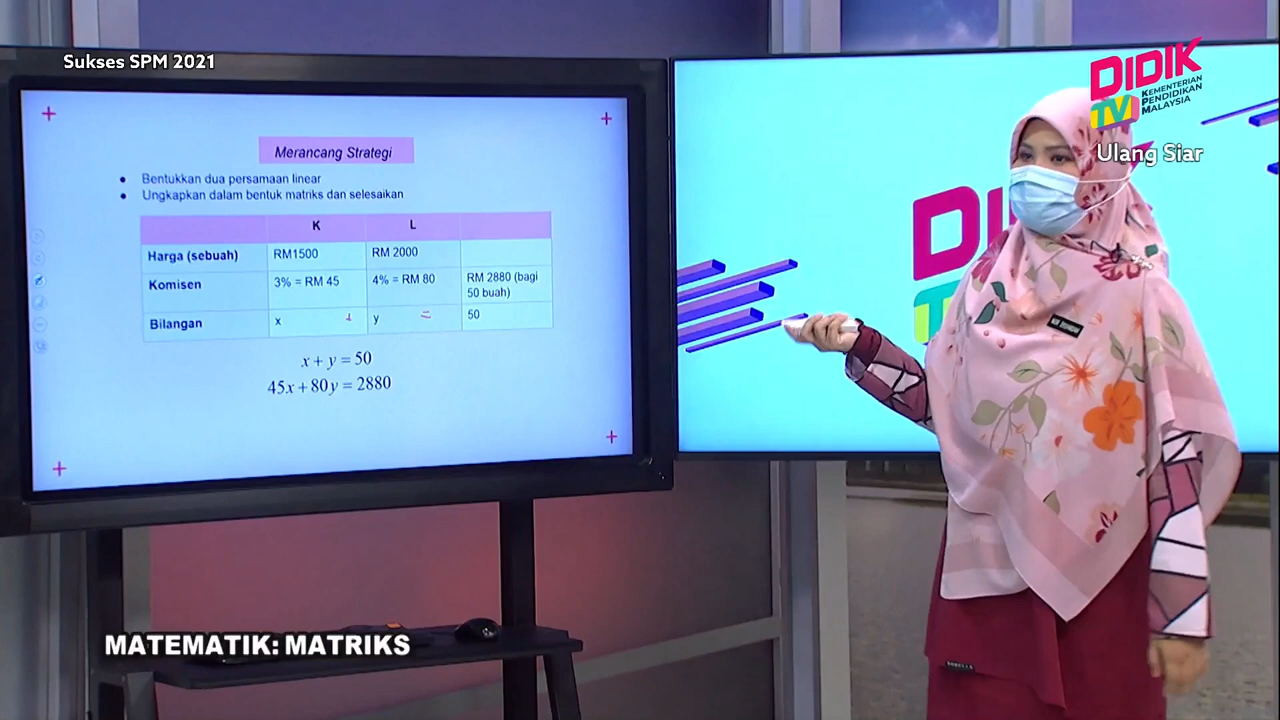 Sukses SPM 2021
DIDIK
TV
KEMENTERIAN
PENDIDIKAN
MALAYSIA
Ulang Siar
Merancang Strategi
• Bentukkan dua persamaan linear
• Ungkapkan dalam bentuk matriks dan selesaikan
K L
Harga (sebuah) RM1500 RM 2000
Komisen 3% = RM 45 4% = RM 80 RM 2880 (bagi
50 buah)
Bilangan x + y = 50
x + y = 50
45x + 80y = 2880
DIDIK
MATEMATIK: MATRIKS